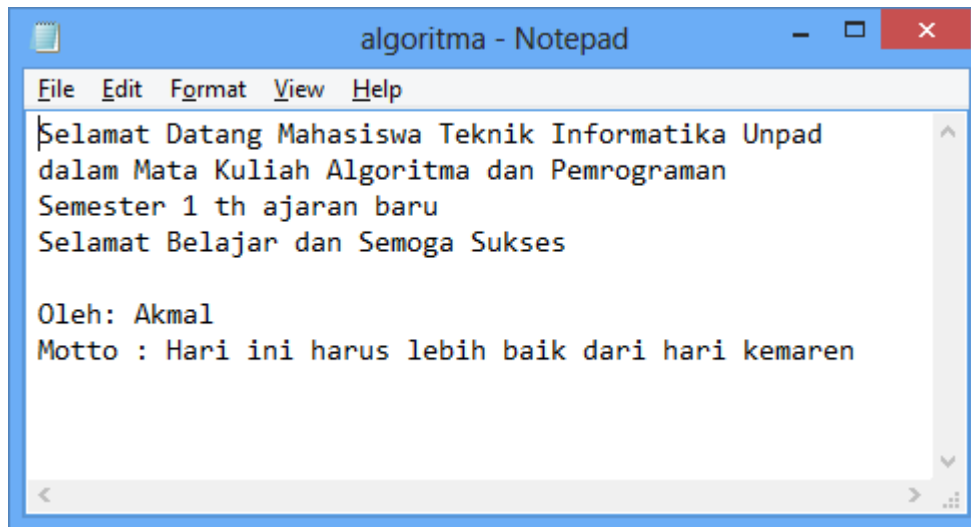 algoritma - Notepad
File Edit Format View Help
Selamat Datang Mahasiswa Teknik Informatika Unpad
dalam Mata Kuliah Algoritma dan Pemrograman
Semester 1 th ajaran baru
Selamat Belajar dan Semoga Sukses
Oleh: Akmal
Motto : Hari ini harus lebih baik dari hari kemaren